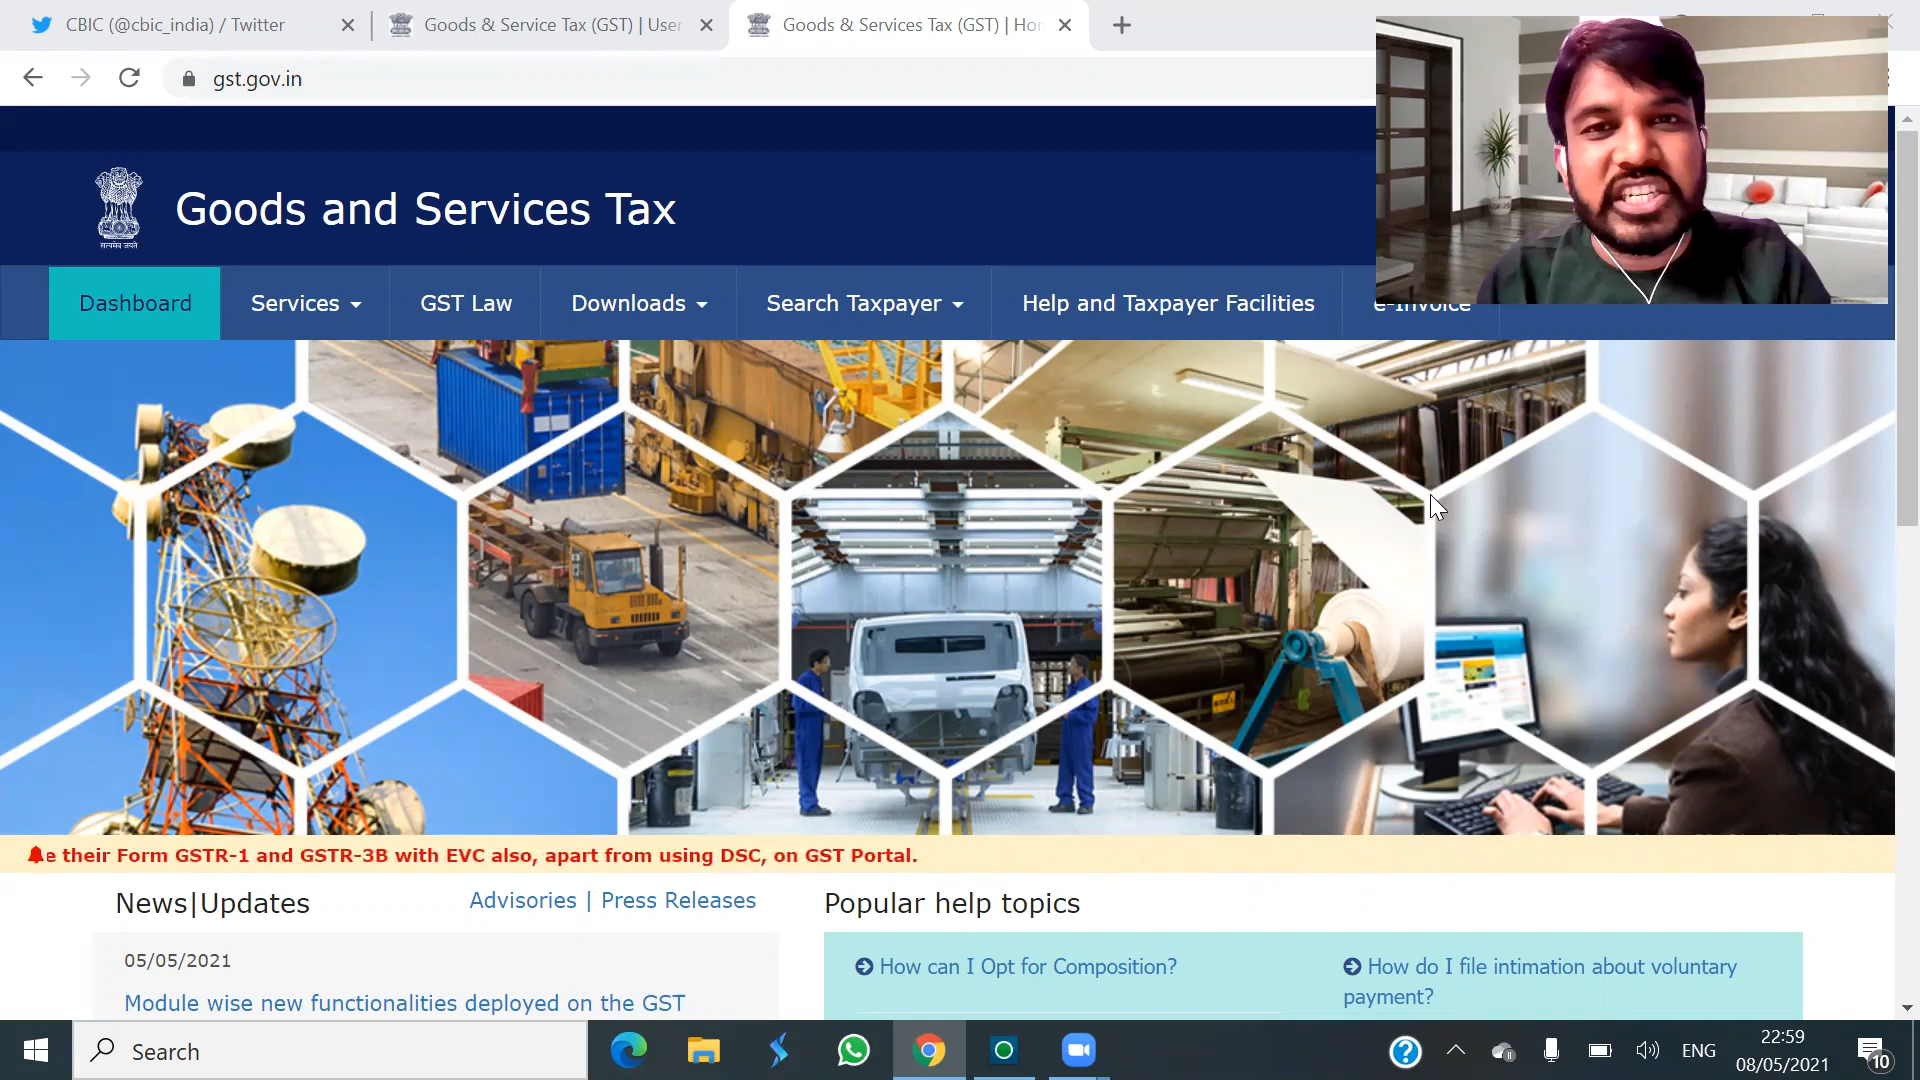 CBIC (@cbic_india) / Twitter
Goods & Service Tax (GST) | User
Goods & Services Tax (GST) | Hor
gst.gov.in
सत्यमेव जयते
Goods and Services Tax
Dashboard
Services
GST Law
Downloads
Search Taxpayer
Help and Taxpayer Facilities
e-Invoice
e their Form GSTR-1 and GSTR-3B with EVC also, apart from using DSC, on GST Portal.
News|Updates
Advisories | Press Releases
Popular help topics
05/05/2021
How can I Opt for Composition?
How do I file intimation about voluntary
payment?
Module wise new functionalities deployed on the GST
Search
ENG
22:59
08/05/2021
10